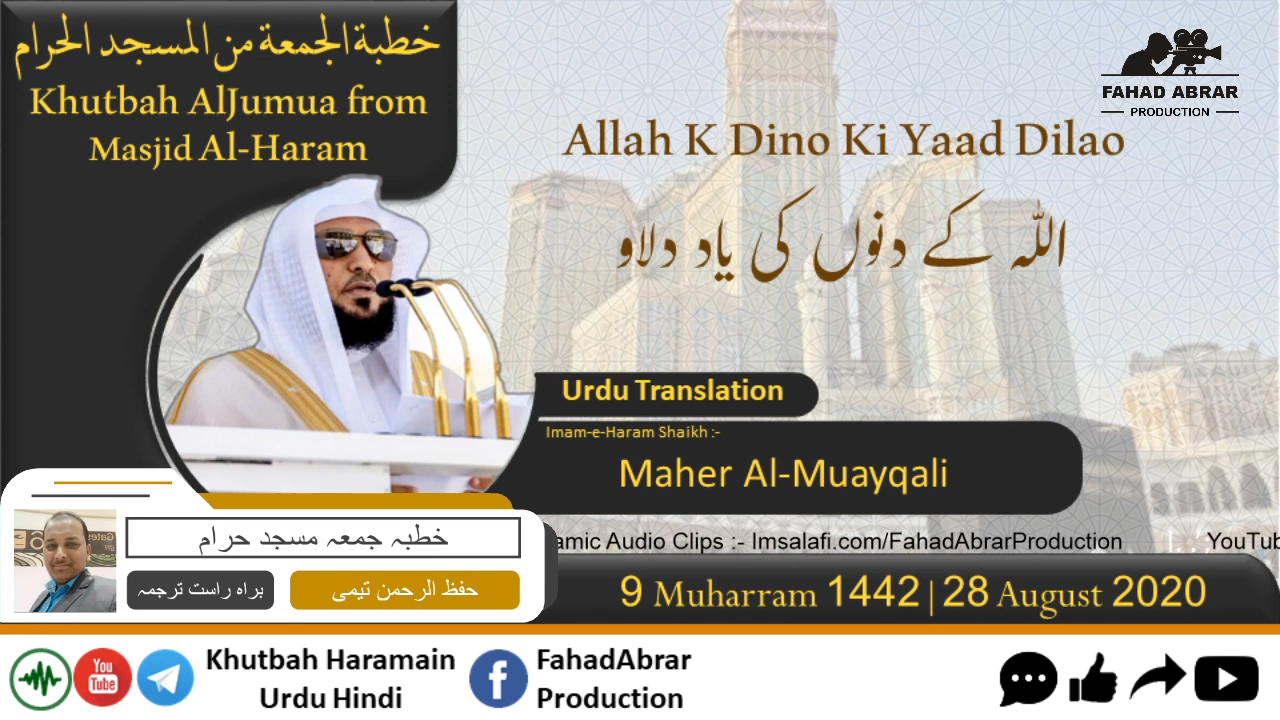 خطبة الجمعة من المسجد الحرام
Khutbah AlJumua from
Masjid Al-Haram
FAHAD ABRAR
PRODUCTION
Allah K Dino Ki Yaad Dilao
اللہ کے دنوں کی یاد دلاو
Urdu Translation
Imam-e-Haram Shaikh :-
Maher Al-Muayqali
خطبہ جمعہ مسجد حرام
براہ راست ترجمہ
حفظ الرحمن تیمی
amic Audio Clips :- Imsalafi.com/FahadAbrarProduction
YouTub
9 Muharram 1442 | 28 August 2020
You
Tube
Khutbah Haramain
Urdu Hindi
FahadAbrar
Production